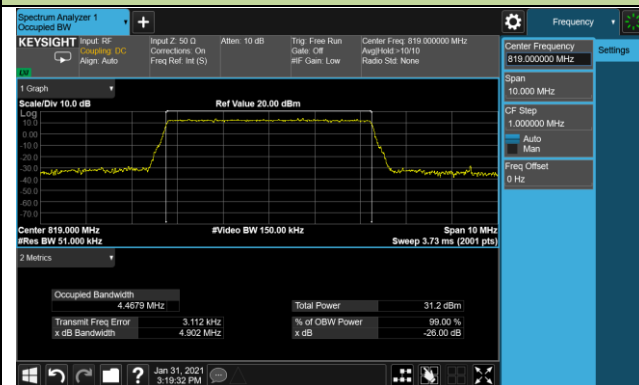 Spectrum Analyzer 1
Occupied BW
Frequency
KEYSIGHT
Input: RF
Coupling: DC
Align: Auto
Input Z: 50 Ω
Corrections: On
Freq Ref: Int (S)
Atten: 10 dB
Trig: Free Run
Gate: Off
#IF Gain: Low
Center Freq: 819.000000 MHz
Avg|Hold:>10/10
Radio Std: None
Center Frequency
819.000000 MHz
Settings
Span
10.000 MHz
CF Step
1.000000 MHz
Auto
Man
Freq Offset
0 Hz
1 Graph
Scale/Div 10.0 dB
Ref Value 20.00 dBm
Log
10.0
0.00
-10.0
-20.0
-30.0
-40.0
-50.0
-60.0
-70.0
Center 819.000 MHz
#Video BW 150.00 kHz
Span 10 MHz
#Res BW 51.000 kHz
Sweep 3.73 ms (2001 pts)
2 Metrics
Occupied Bandwidth
4.4679 MHz
Total Power 31.2 dBm
Transmit Freq Error 3.112 kHz
% of OBW Power 99.00 %
x dB Bandwidth 4.902 MHz
x dB -26.00 dB
?
Jan 31, 2021
3:19:32 PM